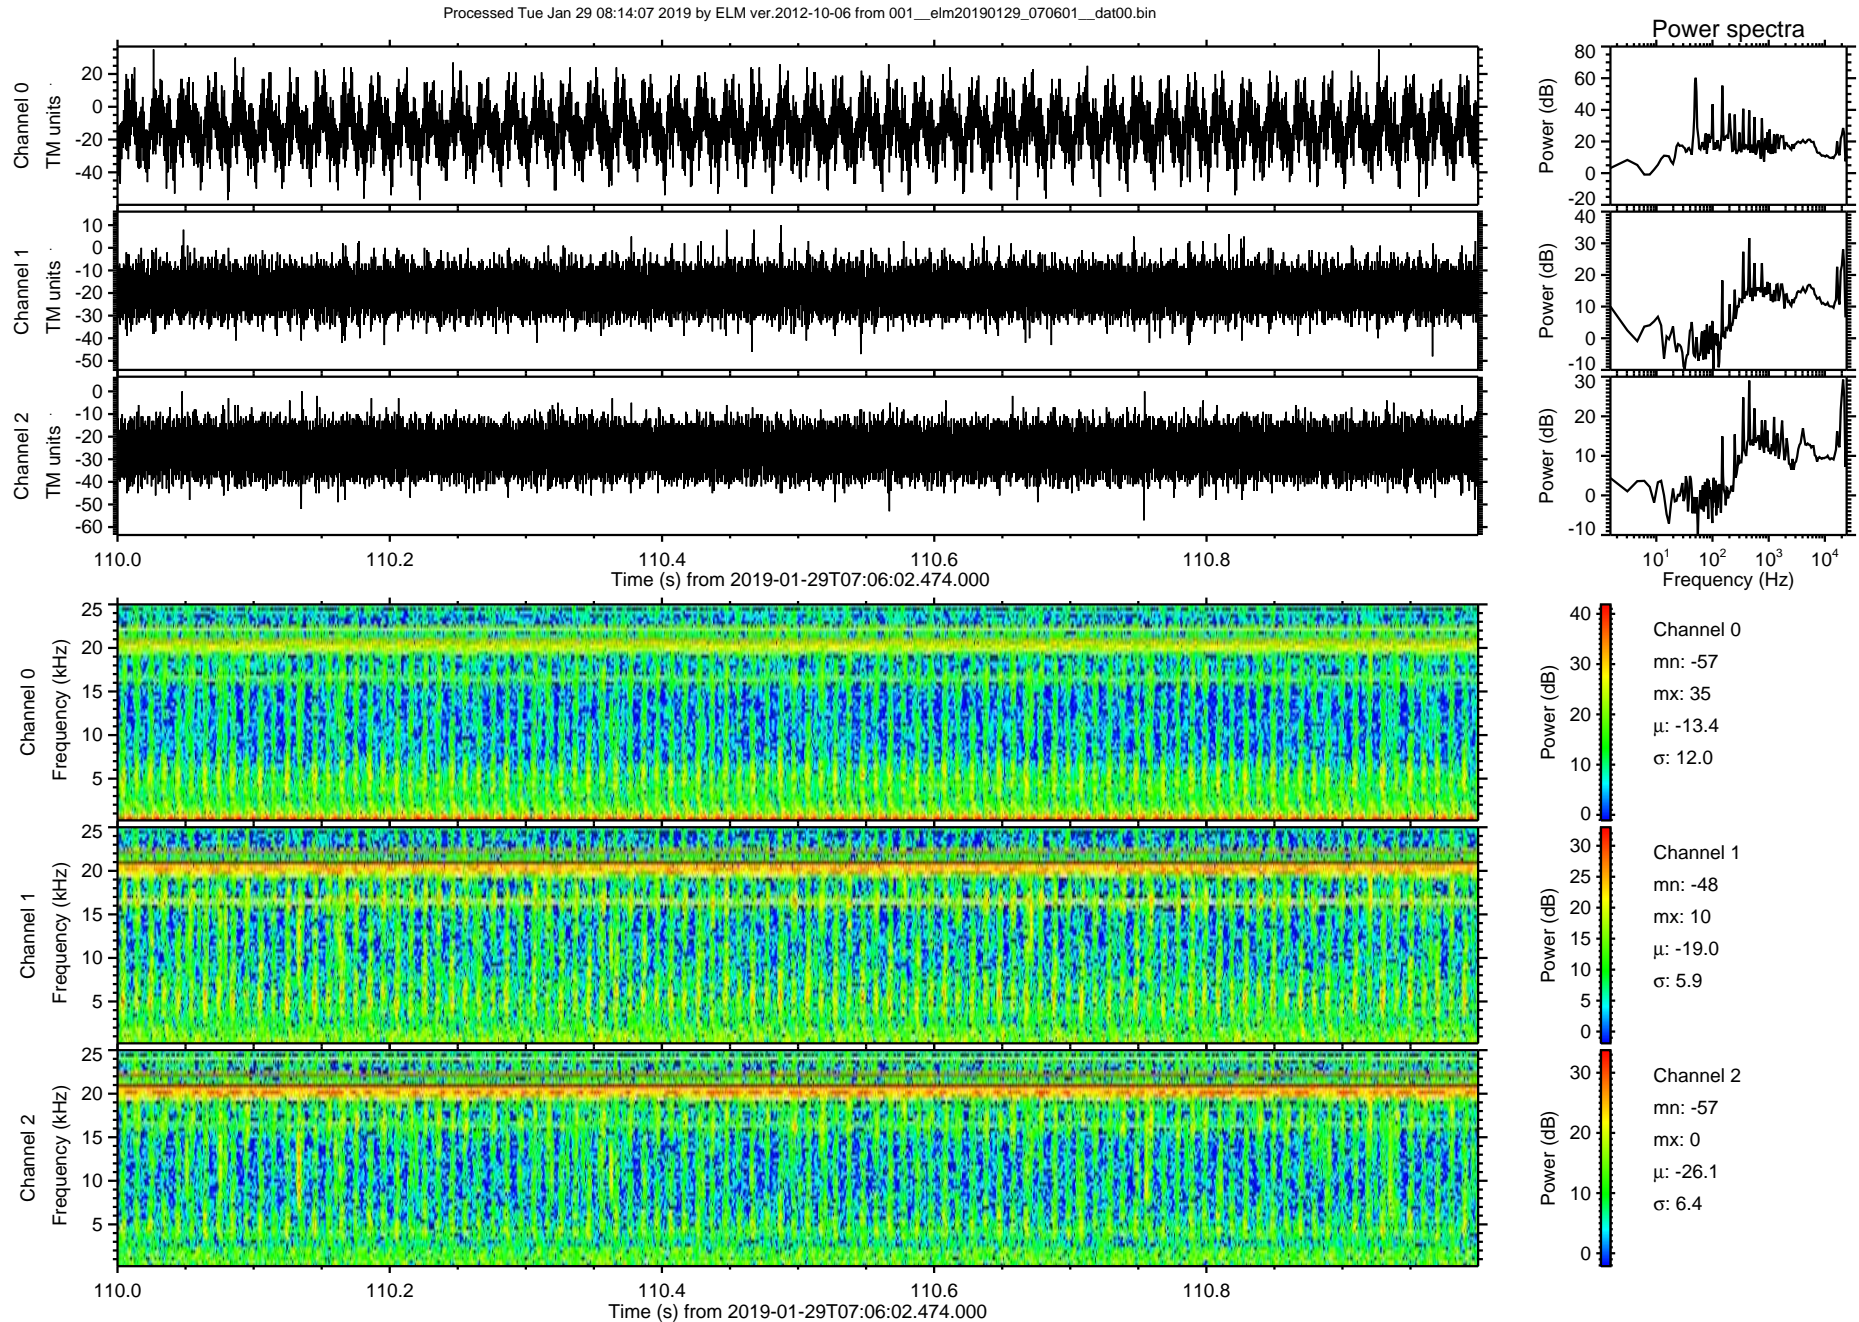 Processed Tue Jan 29 08:14:07 2019 by ELM ver.2012-10-06 from 001__elm20190129_070601__dat00.bin
Power spectra
Channel 0
TM units
20
0
-20
-40
Power (dB)
80
60
40
20
0
-20
Channel 1
TM units
10
0
-10
-20
-30
-40
-50
Power (dB)
40
30
20
10
0
-10
Channel 2
TM units
0
-10
-20
-30
-40
-50
-60
Power (dB)
30
20
10
0
-10
110.0 110.2 110.4 110.6 110.8
Time (s) from 2019-01-29T07:06:02.474.000
10¹ 10² 10³ 10⁴
Frequency (Hz)
Channel 0
Frequency (kHz)
25
20
15
10
5
Power (dB)
40
30
20
10
0
Channel 0
mn: -57
mx: 35
μ: -13.4
σ: 12.0
Channel 1
Frequency (kHz)
25
20
15
10
5
Power (dB)
30
25
20
15
10
5
0
Channel 1
mn: -48
mx: 10
μ: -19.0
σ: 5.9
Channel 2
Frequency (kHz)
25
20
15
10
5
Power (dB)
30
20
10
0
Channel 2
mn: -57
mx: 0
μ: -26.1
σ: 6.4
110.0 110.2 110.4 110.6 110.8
Time (s) from 2019-01-29T07:06:02.474.000